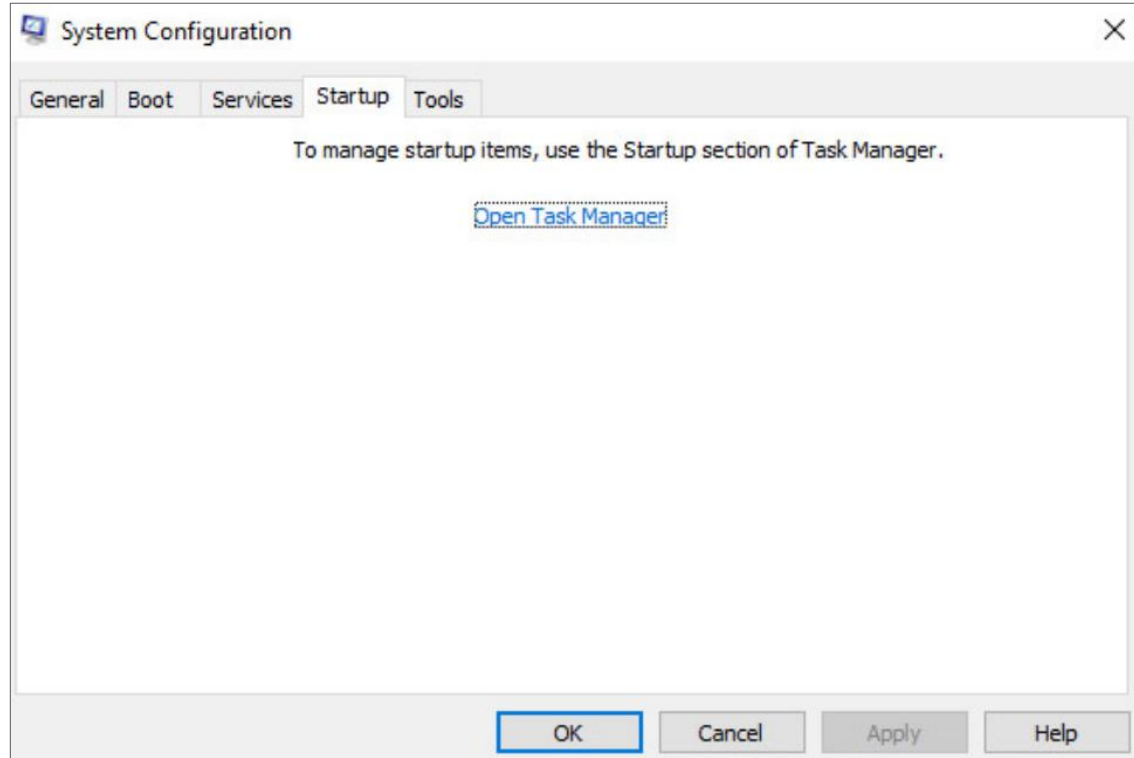 System Configuration
General Boot Services Startup Tools
To manage startup items, use the Startup section of Task Manager.
Open Task Manager
OK Cancel Apply Help